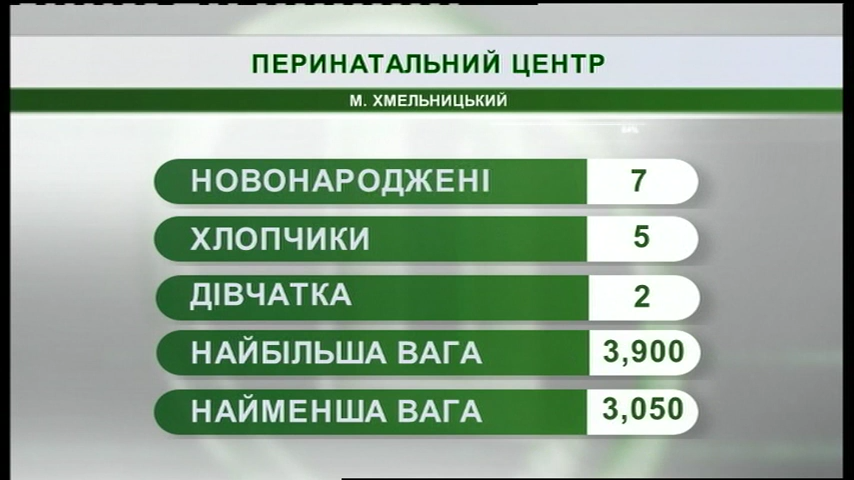 ПЕРИНАТАЛЬНИЙ ЦЕНТР
М. ХМЕЛЬНИЦЬКИЙ
НОВОНАРОДЖЕНІ 7
ХЛОПЧИКИ 5
ДІВЧАТКА 2
НАЙБІЛЬША ВАГА 3,900
НАЙМЕНША ВАГА 3,050